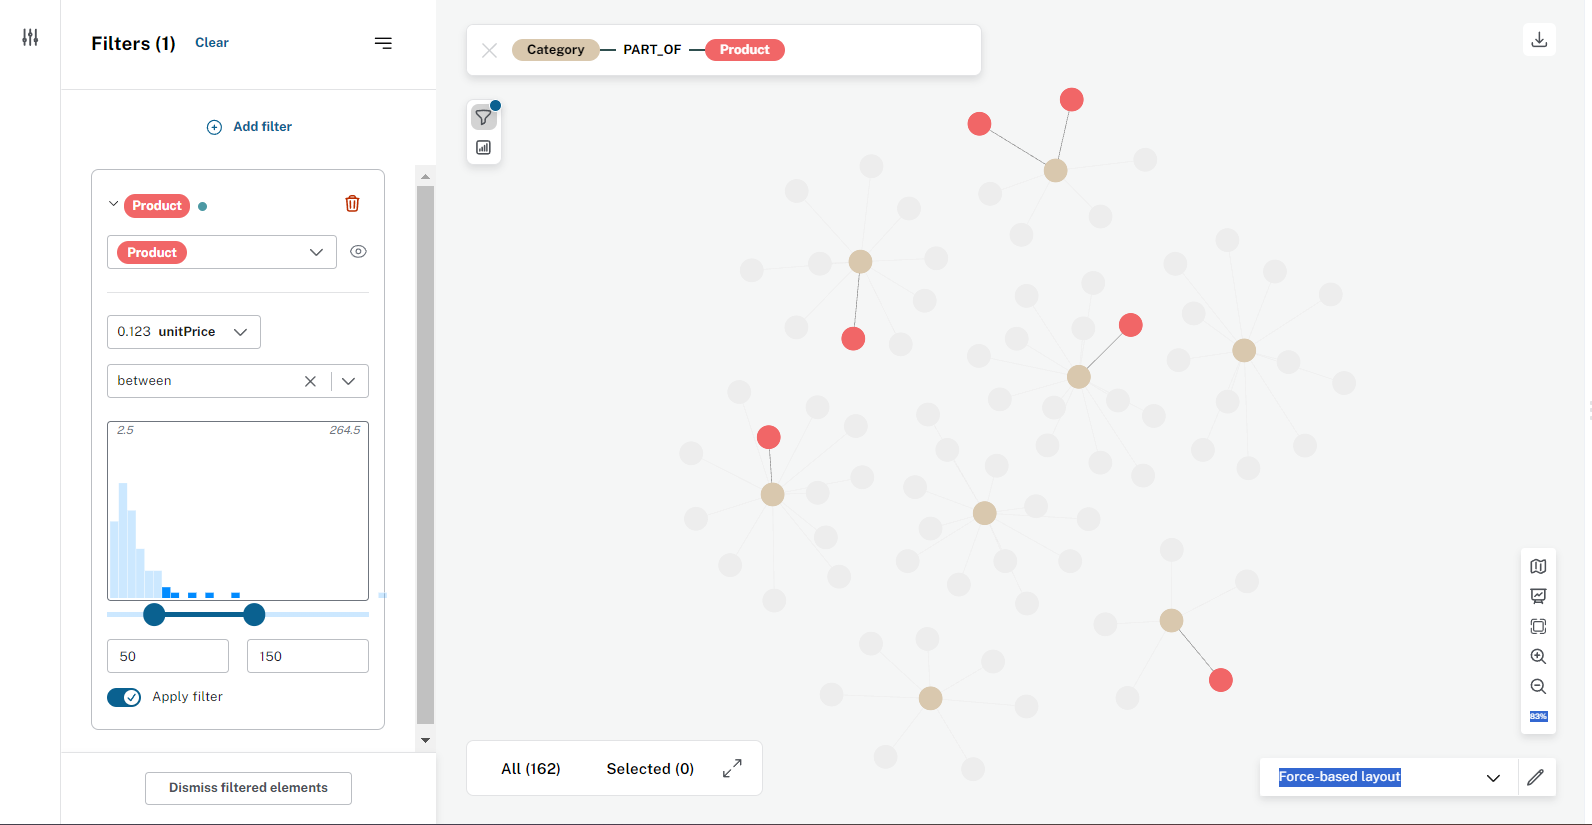 Filters (1) Clear
Category PART_OF Product
Add filter
Product
Product
0.123 unitPrice
between
2.5 264.5
50 150
Apply filter
Dismiss filtered elements
All (162) Selected (0)
83%
Force-based layout